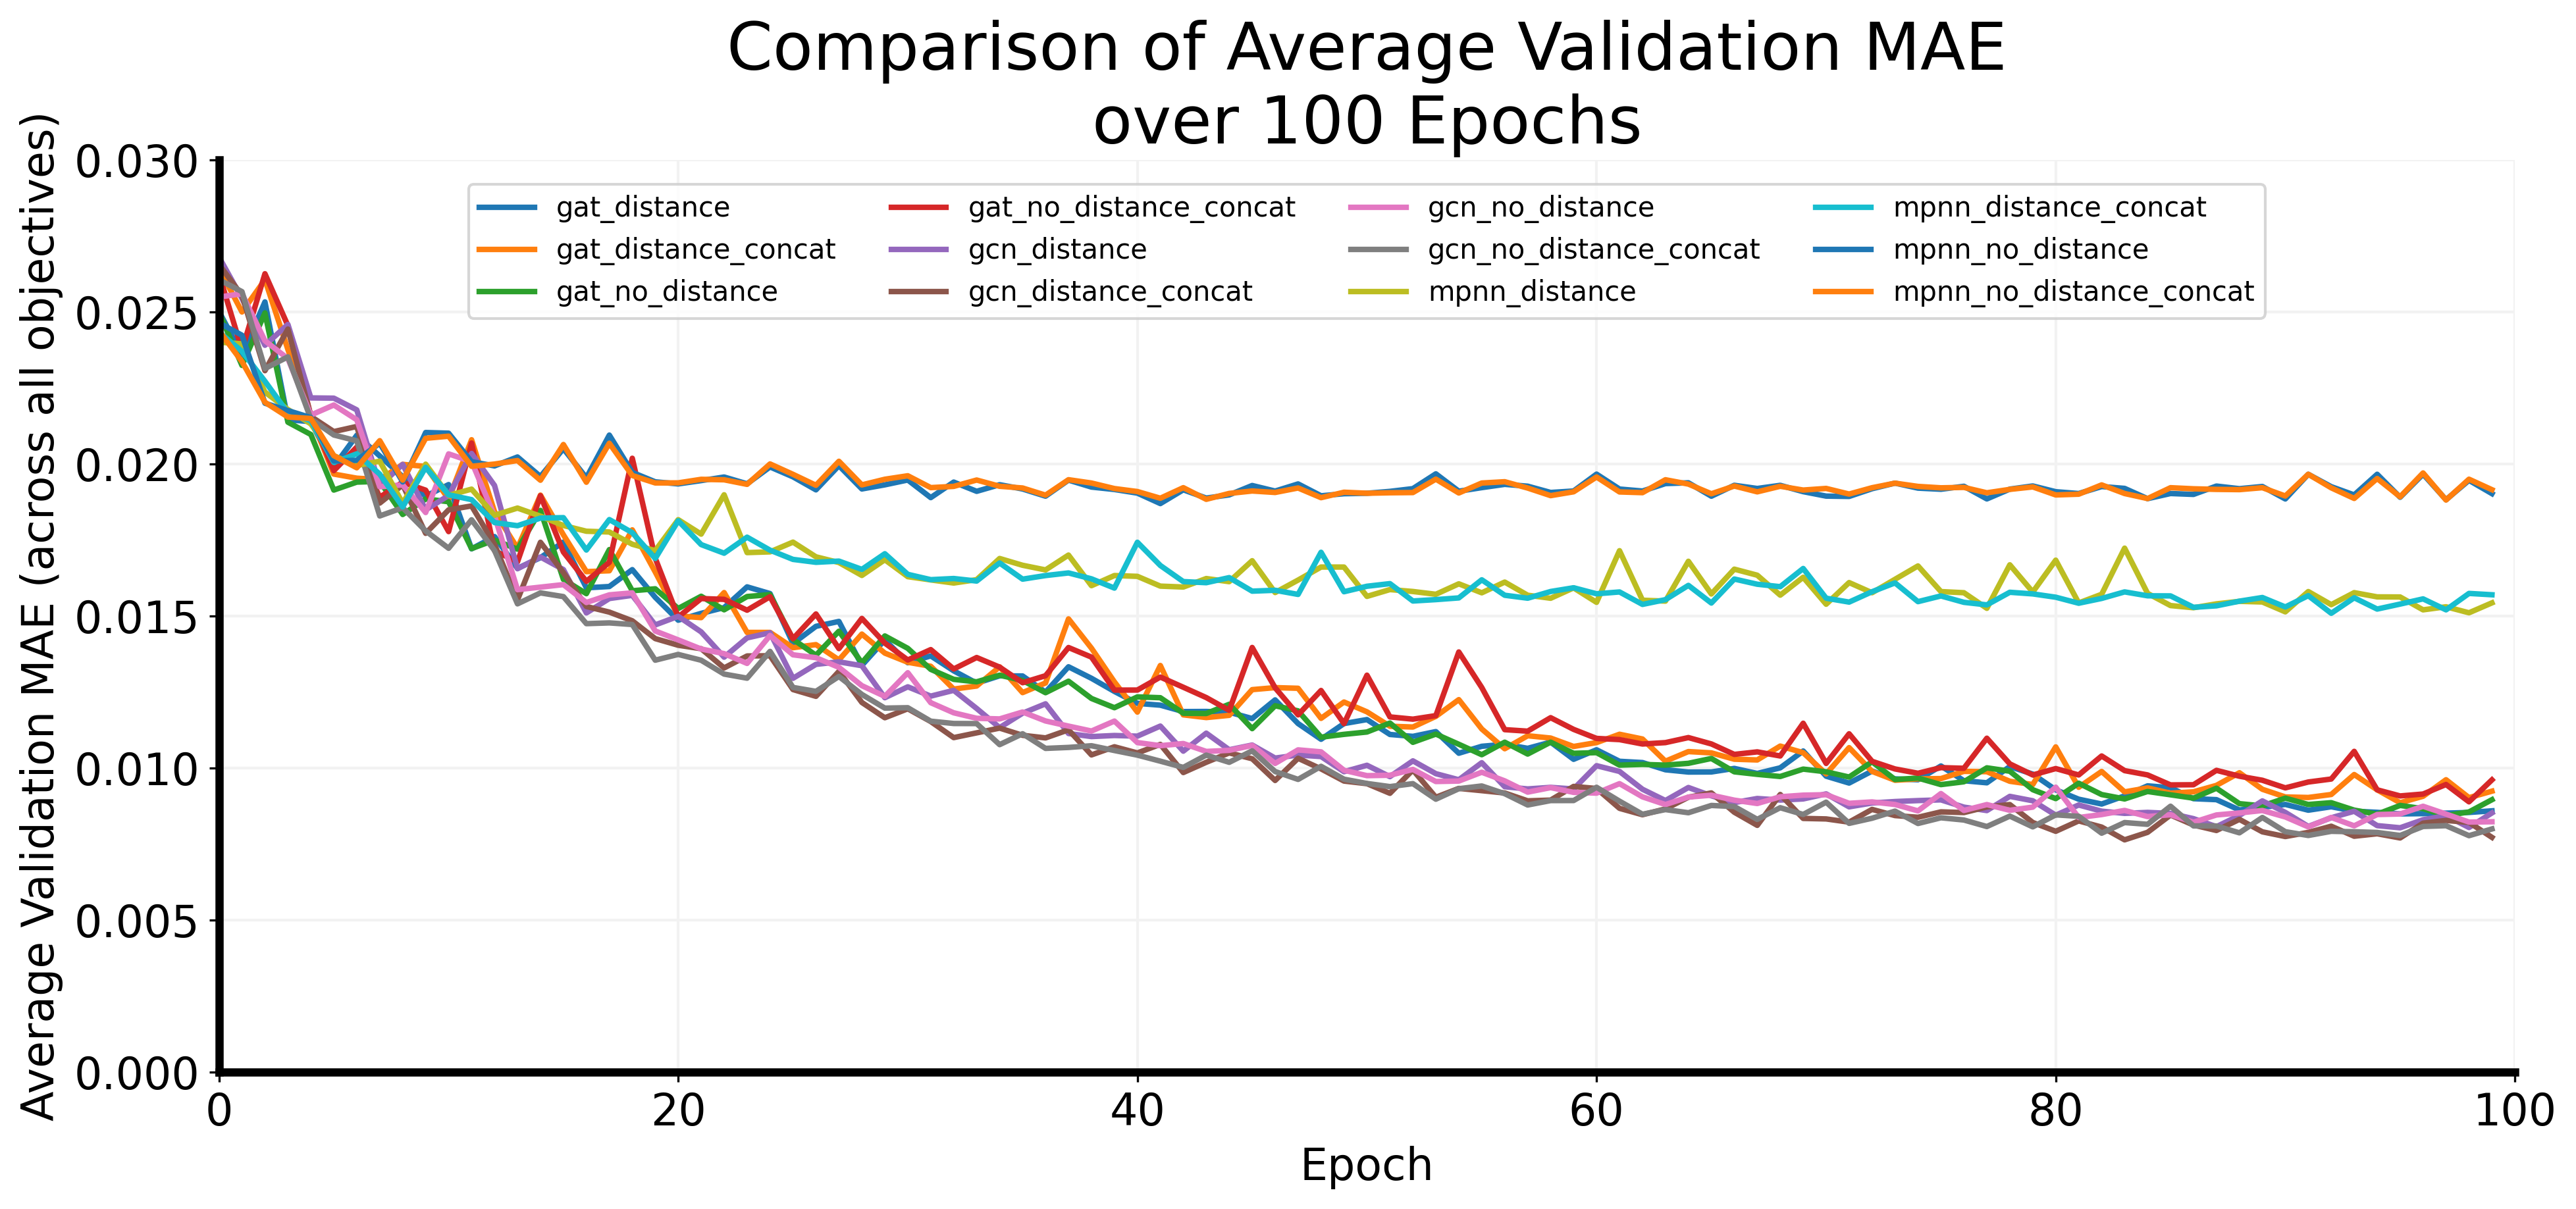 Comparison of Average Validation MAE
over 100 Epochs
Average Validation MAE (across all objectives)
0.030
0.025
0.020
0.015
0.010
0.005
0.000
gat_distance
gat_distance_concat
gat_no_distance
gat_no_distance_concat
gcn_distance
gcn_distance_concat
gcn_no_distance
gcn_no_distance_concat
mpnn_distance
mpnn_distance_concat
mpnn_no_distance
mpnn_no_distance_concat
0 20 40 60 80 100
Epoch